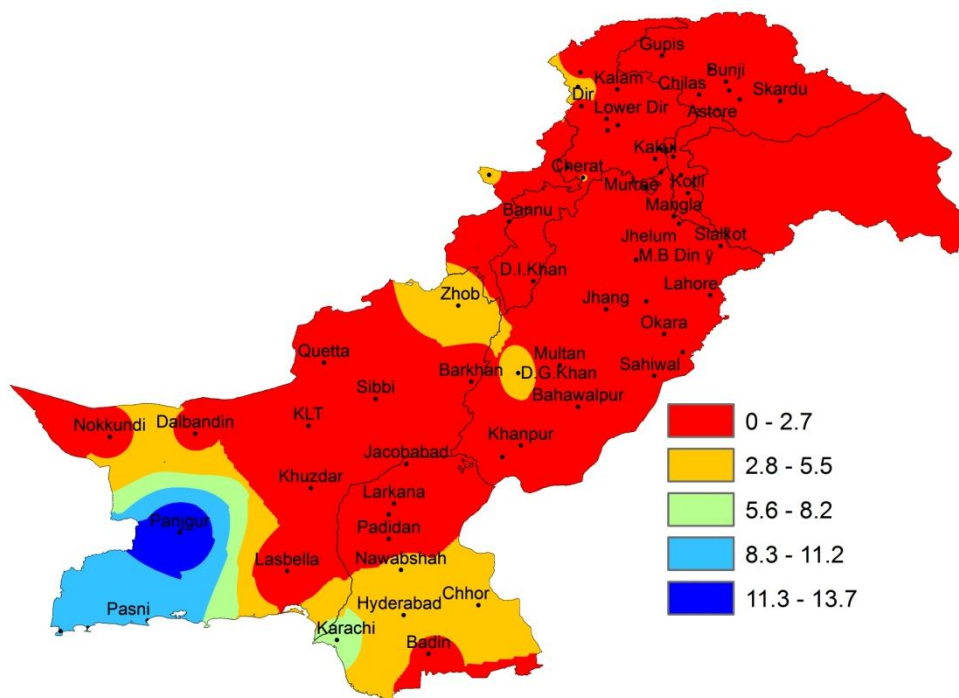 Gupis
Bunji
Kalam
Chilas
Skardu
Dir
Lower Dir
Astore
Kakul
Cherat
Murree
Kotli
Bannu
Mangla
Jhelum
Sialkot
M.B Din ÿ
D.I.Khan
Lahore
Zhob
Jhang
Okara
Quetta
Multan
Barkhan
D.G.Khan
Sahiwal
Sibbi
Bahawalpur
Nokkundi
Dalbandin
KLT
Khanpur
Jacobabad
Khuzdar
Larkana
Panjgur
Padidan
Lasbella
Nawabshah
Pasni
Hyderabad
Chhor
Karachi
Badin
0 - 2.7
2.8 - 5.5
5.6 - 8.2
8.3 - 11.2
11.3 - 13.7